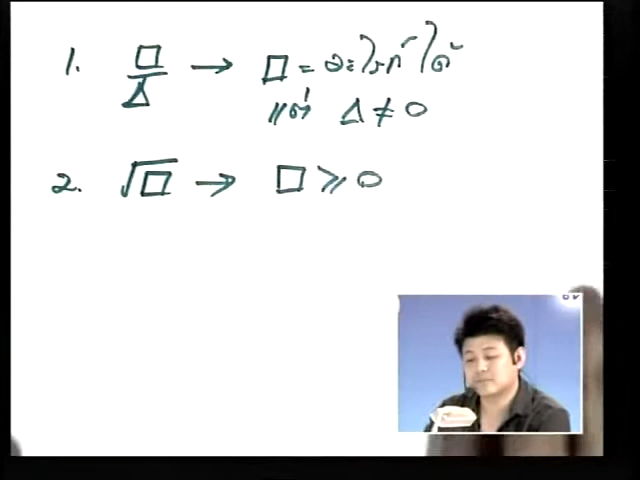 1. □/Δ → □ = อะไรก็ได้
แต่ Δ ≠ 0
2. √□ → □ ≥ 0